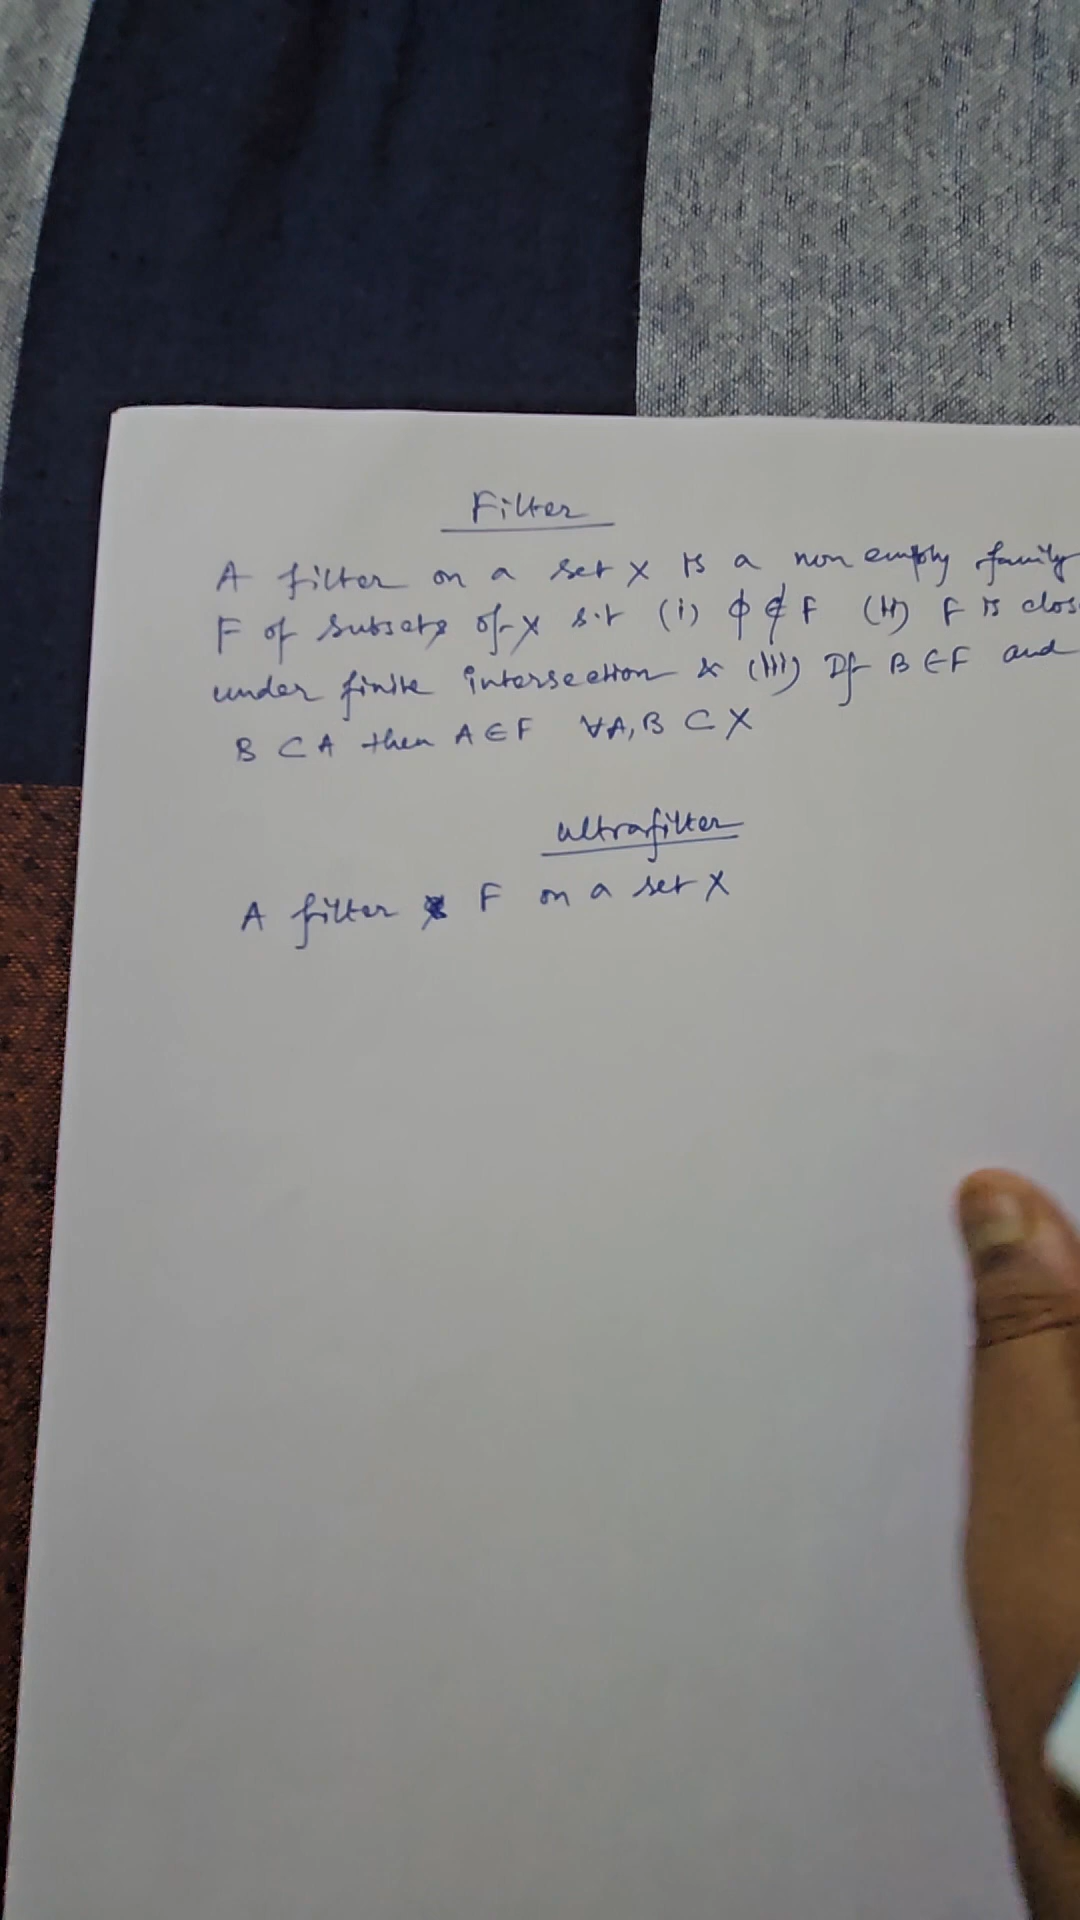 Filter
A filter on a set X is a non empty family
F of subsets of X s.t (i) ϕ ∉ F (ii) F is clos
under finite intersection & (iii) If B ∈ F and
B ⊂ A then A ∈ F ∀A, B ⊂ X
ultrafilter
A filter F on a set X